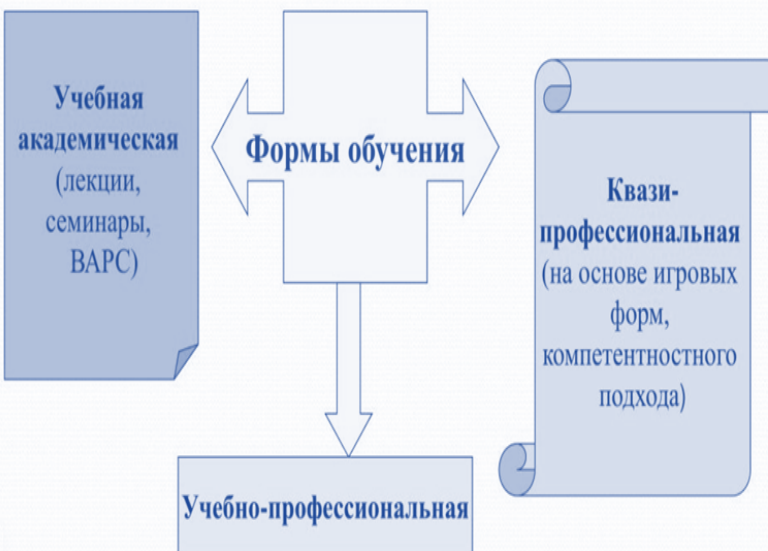 Учебная
академическая
(лекции,
семинары,
ВАРС)
Формы обучения
Квази-
профессиональная
(на основе игровых
форм,
компетентностного
подхода)
Учебно-профессиональная